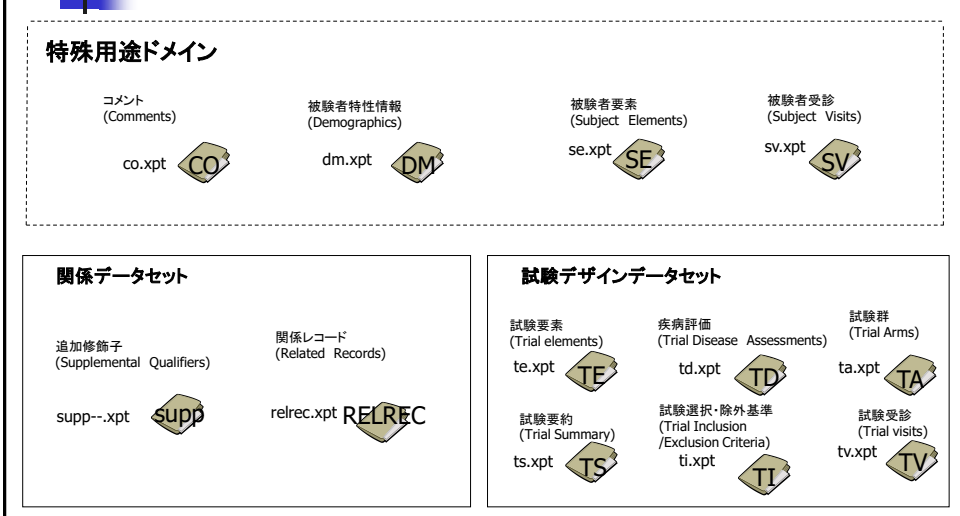 特殊用途ドメイン
コメント
(Comments)
co.xpt
CO
被験者特性情報
(Demographics)
dm.xpt
DM
被験者要素
(Subject Elements)
se.xpt
SE
被験者受診
(Subject Visits)
sv.xpt
SV
関係データセット
追加修飾子
(Supplemental Qualifiers)
supp--.xpt
supp
関係レコード
(Related Records)
relrec.xpt
RELREC
試験デザインデータセット
試験要素
(Trial elements)
te.xpt
TE
疾病評価
(Trial Disease Assessments)
td.xpt
TD
試験群
(Trial Arms)
ta.xpt
TA
試験要約
(Trial Summary)
ts.xpt
TS
試験選択・除外基準
(Trial Inclusion
/Exclusion Criteria)
ti.xpt
TI
試験受診
(Trial visits)
tv.xpt
TV